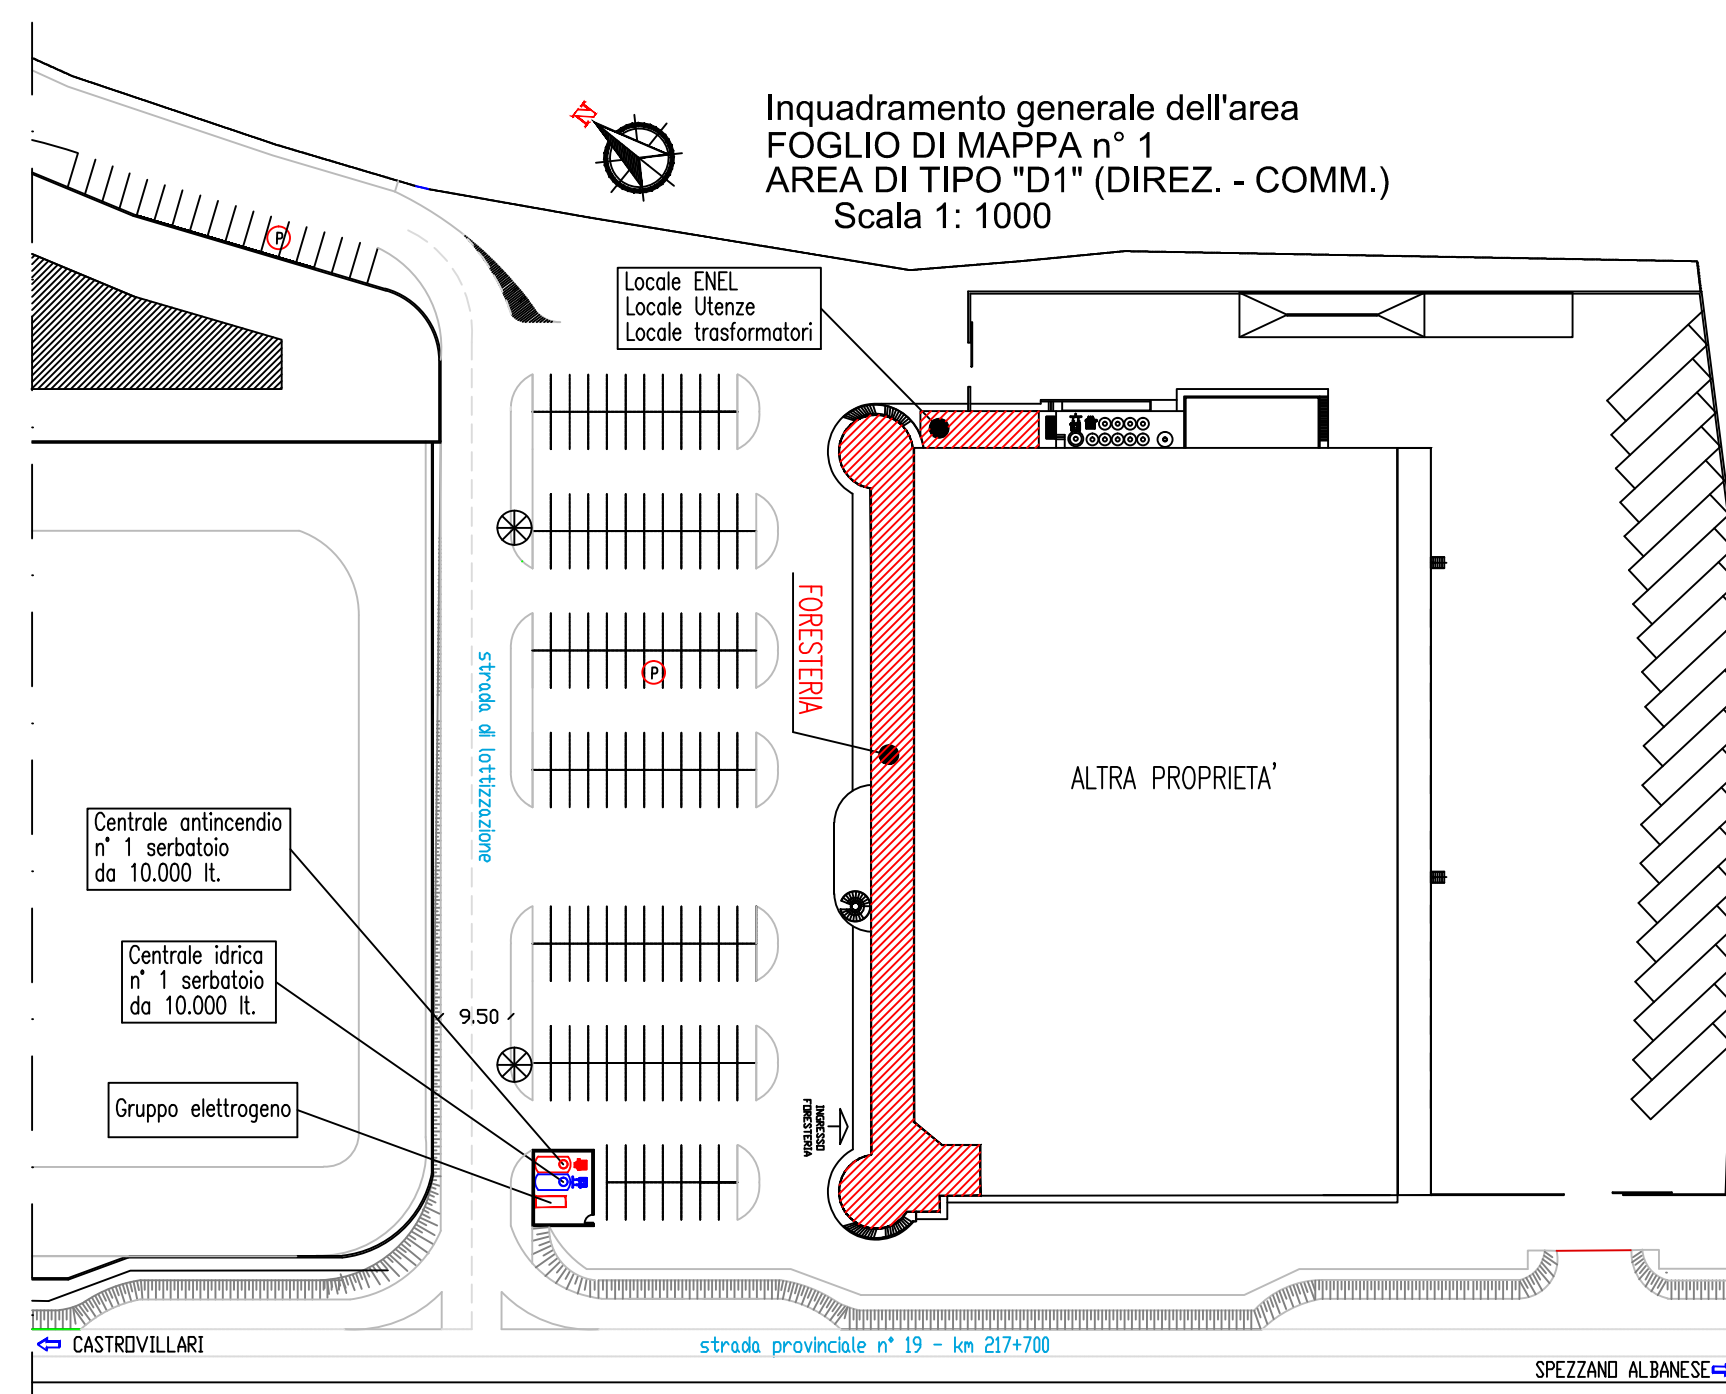 N
Inquadramento generale dell'area
FOGLIO DI MAPPA n° 1
AREA DI TIPO "D1" (DIREZ. - COMM.)
Scala 1: 1000
P
Locale ENEL
Locale Utenze
Locale trasformatori
FORESTERIA
P
strada di lottizzazione
ALTRA PROPRIETA'
Centrale antincendio
n° 1 serbatoio
da 10.000 lt.
Centrale idrica
n° 1 serbatoio
da 10.000 lt.
9.50
Gruppo elettrogeno
INGRESSO
FORESTERIA
CASTROVILLARI
strada provinciale n° 19 - km 217+700
SPEZZANO ALBANESE